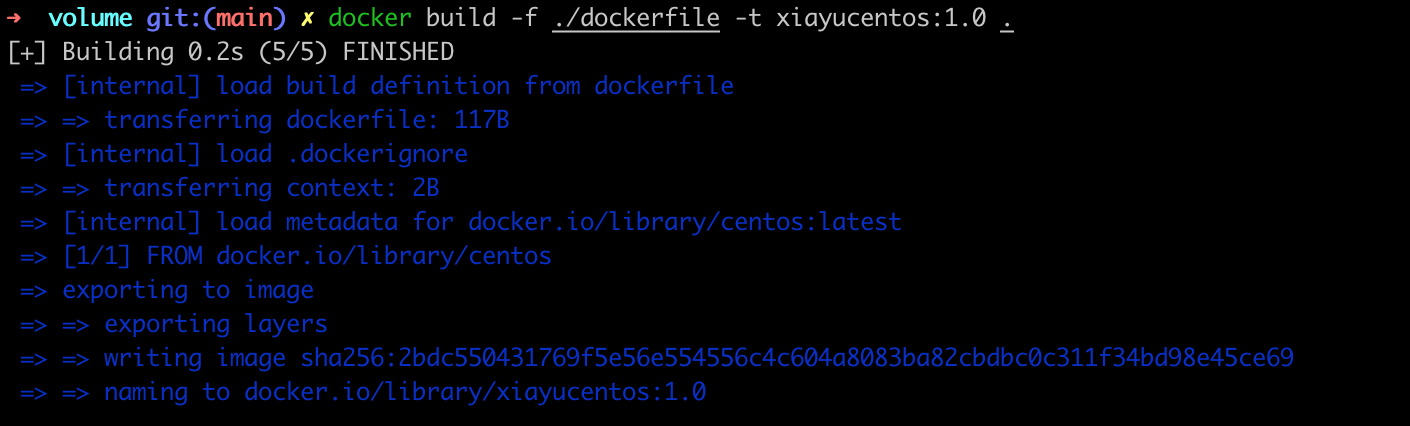 ➜  volume git:(main) ✗ docker build -f ./dockerfile -t xiayucentos:1.0 .
[+] Building 0.2s (5/5) FINISHED
=> [internal] load build definition from dockerfile
=> => transferring dockerfile: 117B
=> [internal] load .dockerignore
=> => transferring context: 2B
=> [internal] load metadata for docker.io/library/centos:latest
=> [1/1] FROM docker.io/library/centos
=> exporting to image
=> => exporting layers
=> => writing image sha256:2bdc550431769f5e56e554556c4c604a8083ba82cbdbc0c311f34bd98e45ce69
=> => naming to docker.io/library/xiayucentos:1.0